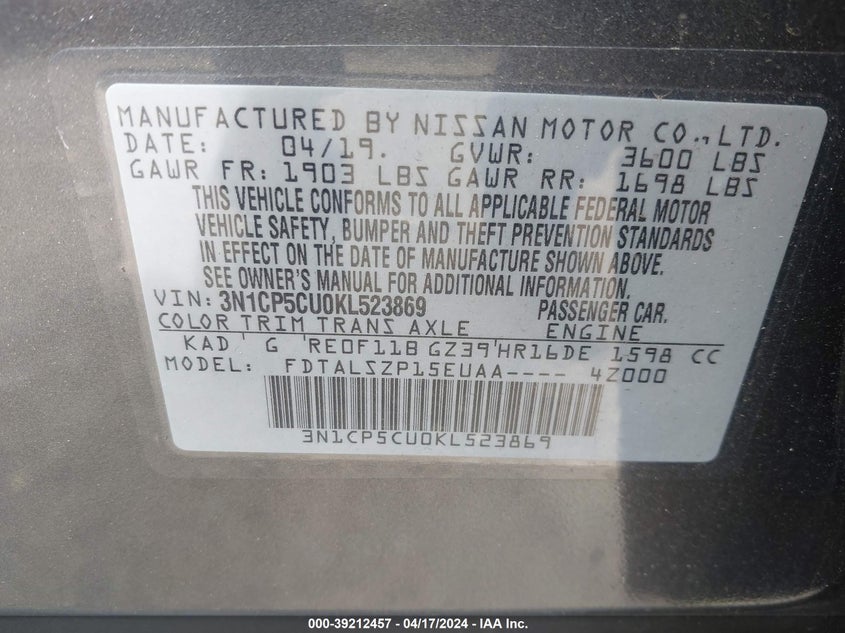 MANUFACTURED BY NISSAN MOTOR CO., LTD.
DATE: 04/19. GVWR: 3600 LBS
GAWR FR: 1903 LBS GAWR RR: 1698 LBS
THIS VEHICLE CONFORMS TO ALL APPLICABLE FEDERAL MOTOR
VEHICLE SAFETY, BUMPER AND THEFT PREVENTION STANDARDS
IN EFFECT ON THE DATE OF MANUFACTURE SHOWN ABOVE.
SEE OWNER'S MANUAL FOR ADDITIONAL INFORMATION.
VIN: 3N1CP5CU0KL523869 PASSENGER CAR.
COLOR TRIM TRANS AXLE ENGINE
KAD G RE0F11B GZ39 HR16DE 1598 CC
MODEL: FDTALSZP15EUAA---- 4Z000
3N1CP5CU0KL523869
000-39212457 - 04/17/2024 - IAA Inc.